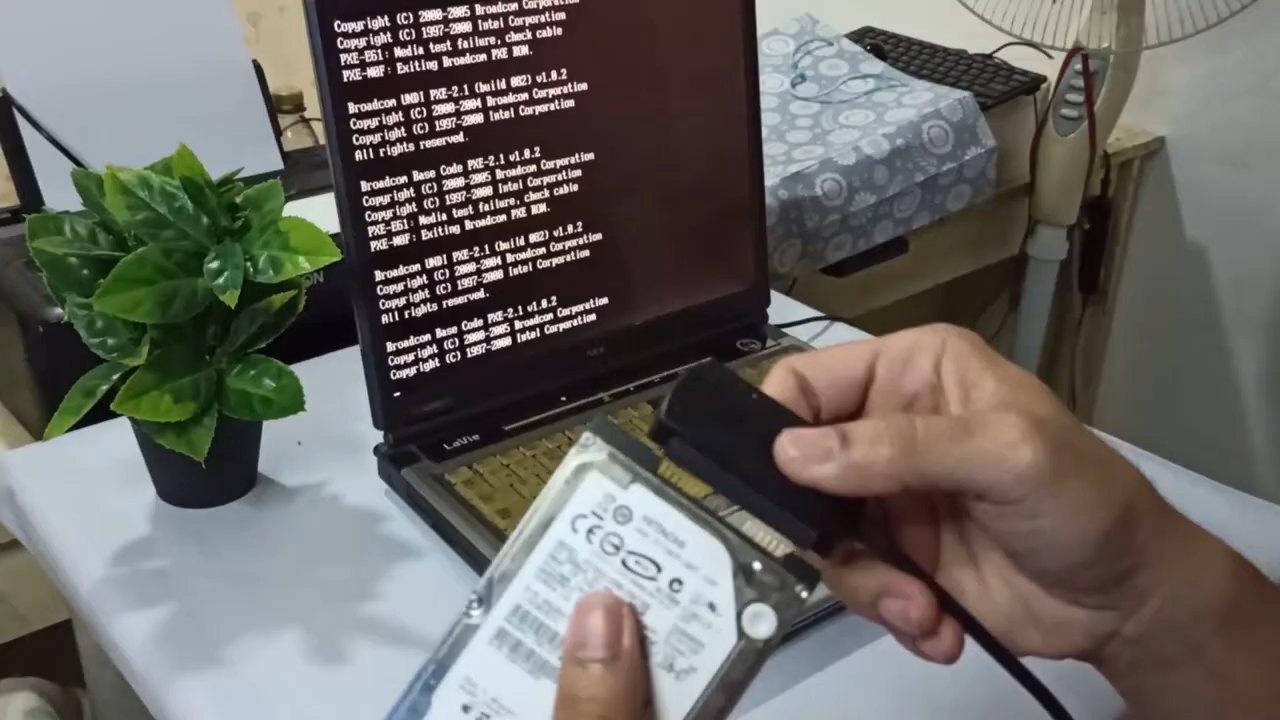 Copyright (C) 2000-2005 Broadcom Corporation
Copyright (C) 1997-2000 Intel Corporation
PXE-E61: Media test failure, check cable
PXE-M0F: Exiting Broadcom PXE ROM.
Broadcom UNDI PXE-2.1 (build 082) v1.0.2
Copyright (C) 2000-2004 Broadcom Corporation
Copyright (C) 1997-2000 Intel Corporation
All rights reserved.
Broadcom Base Code PXE-2.1 v1.0.2
Copyright (C) 2000-2005 Broadcom Corporation
Copyright (C) 1997-2000 Intel Corporation
PXE-E61: Media test failure, check cable
PXE-M0F: Exiting Broadcom PXE ROM.
Broadcom UNDI PXE-2.1 (build 082) v1.0.2
Copyright (C) 2000-2004 Broadcom Corporation
Copyright (C) 1997-2000 Intel Corporation
All rights reserved.
Broadcom Base Code PXE-2.1 v1.0.2
Copyright (C) 2000-2005 Broadcom Corporation
Copyright (C) 1997-2000 Intel Corporation
NEC
LaVie
HITACHI
CE